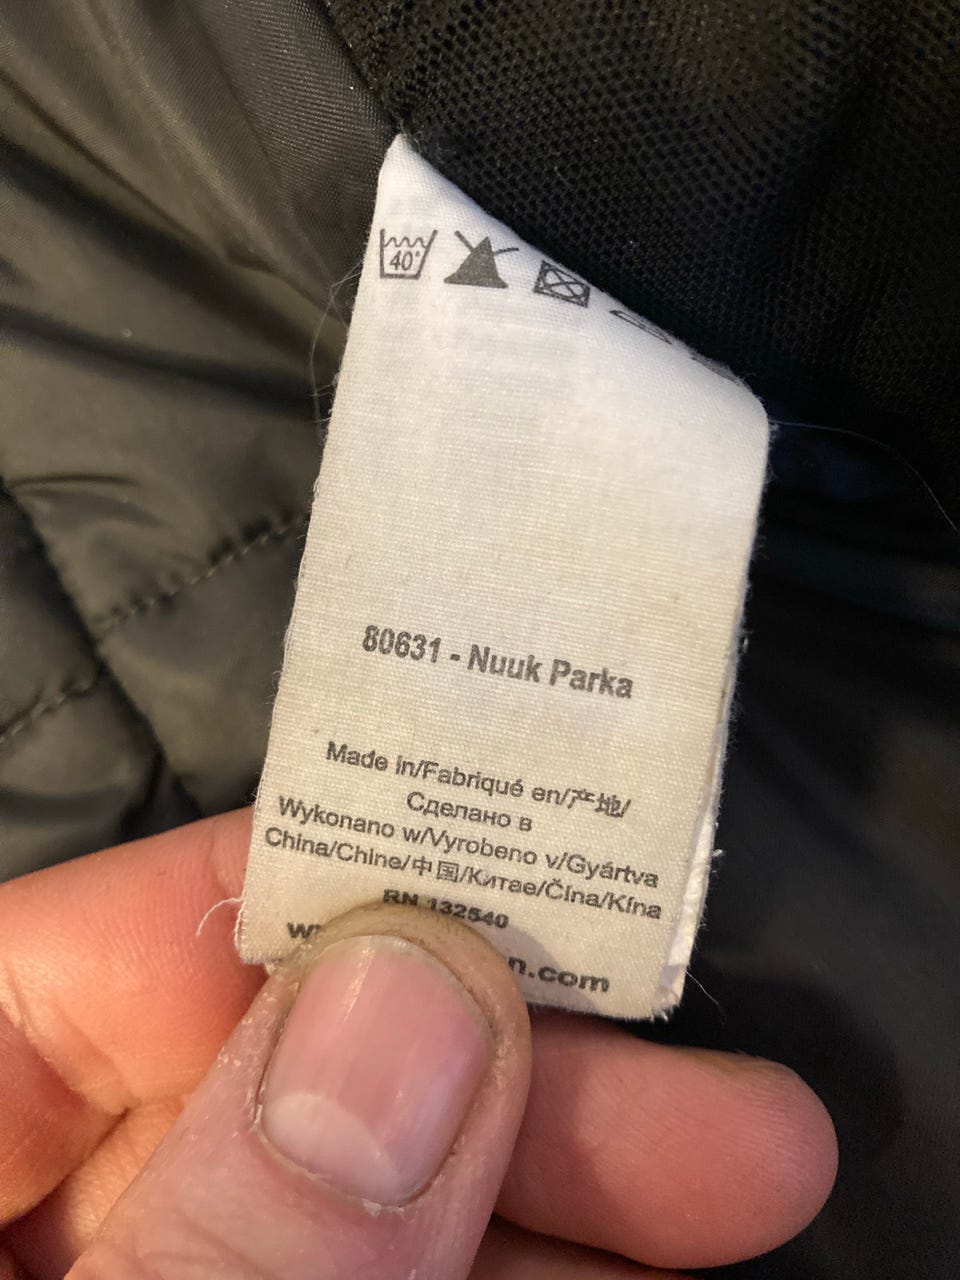 40°
80631 - Nuuk Parka
Made in/Fabriqué en/产地/
Сделано в
Wykonano w/Vyrobeno v/Gyártva
China/Chine/中国/Китае/Čína/Kína
RN 132540
n.com